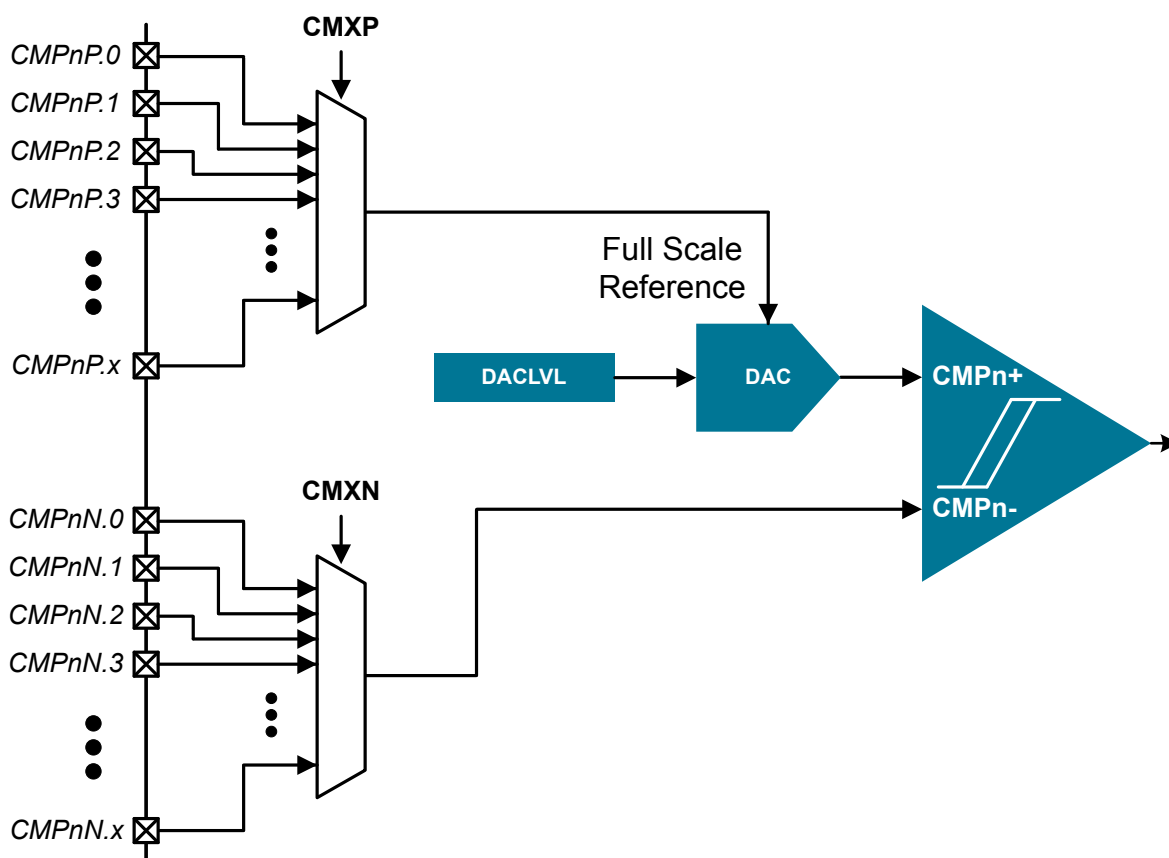 CMXP
CMPnP.0
CMPnP.1
CMPnP.2
CMPnP.3
CMPnP.x
Full Scale
Reference
DACLVL
DAC
CMPn+
CMPn-
CMXN
CMPnN.0
CMPnN.1
CMPnN.2
CMPnN.3
CMPnN.x